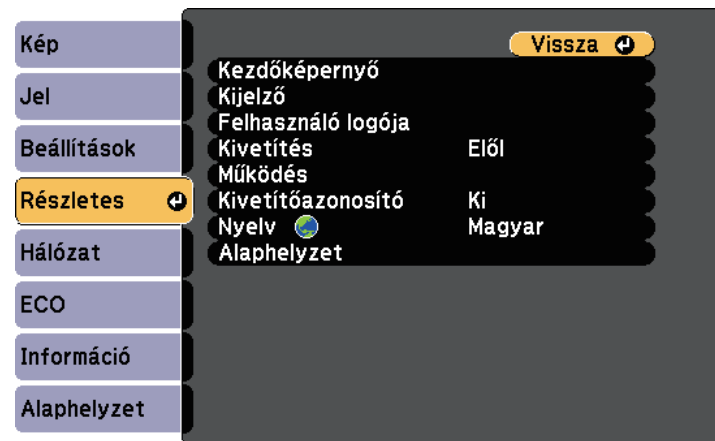 Kép
Jel
Beállítások
Részletes
Hálózat
ECO
Információ
Alaphelyzet
Vissza
Kezdőképernyő
Kijelző
Felhasználó logója
Kivetítés Elől
Működés
Kivetítőazonosító Ki
Nyelv Magyar
Alaphelyzet